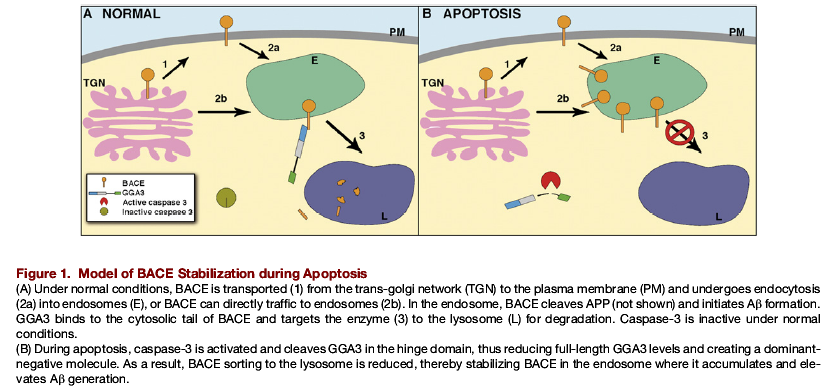 A NORMAL
PM
1
2a
E
TGN
2b
3
BACE
GGA3
Active caspase 3
Inactive caspase 3
L
B APOPTOSIS
PM
1
2a
E
TGN
2b
3
L
Figure 1. Model of BACE Stabilization during Apoptosis
(A) Under normal conditions, BACE is transported (1) from the trans-golgi network (TGN) to the plasma membrane (PM) and undergoes endocytosis
(2a) into endosomes (E), or BACE can directly traffic to endosomes (2b). In the endosome, BACE cleaves APP (not shown) and initiates Aβ formation.
GGA3 binds to the cytosolic tail of BACE and targets the enzyme (3) to the lysosome (L) for degradation. Caspase-3 is inactive under normal
conditions.
(B) During apoptosis, caspase-3 is activated and cleaves GGA3 in the hinge domain, thus reducing full-length GGA3 levels and creating a dominant-
negative molecule. As a result, BACE sorting to the lysosome is reduced, thereby stabilizing BACE in the endosome where it accumulates and ele-
vates Aβ generation.